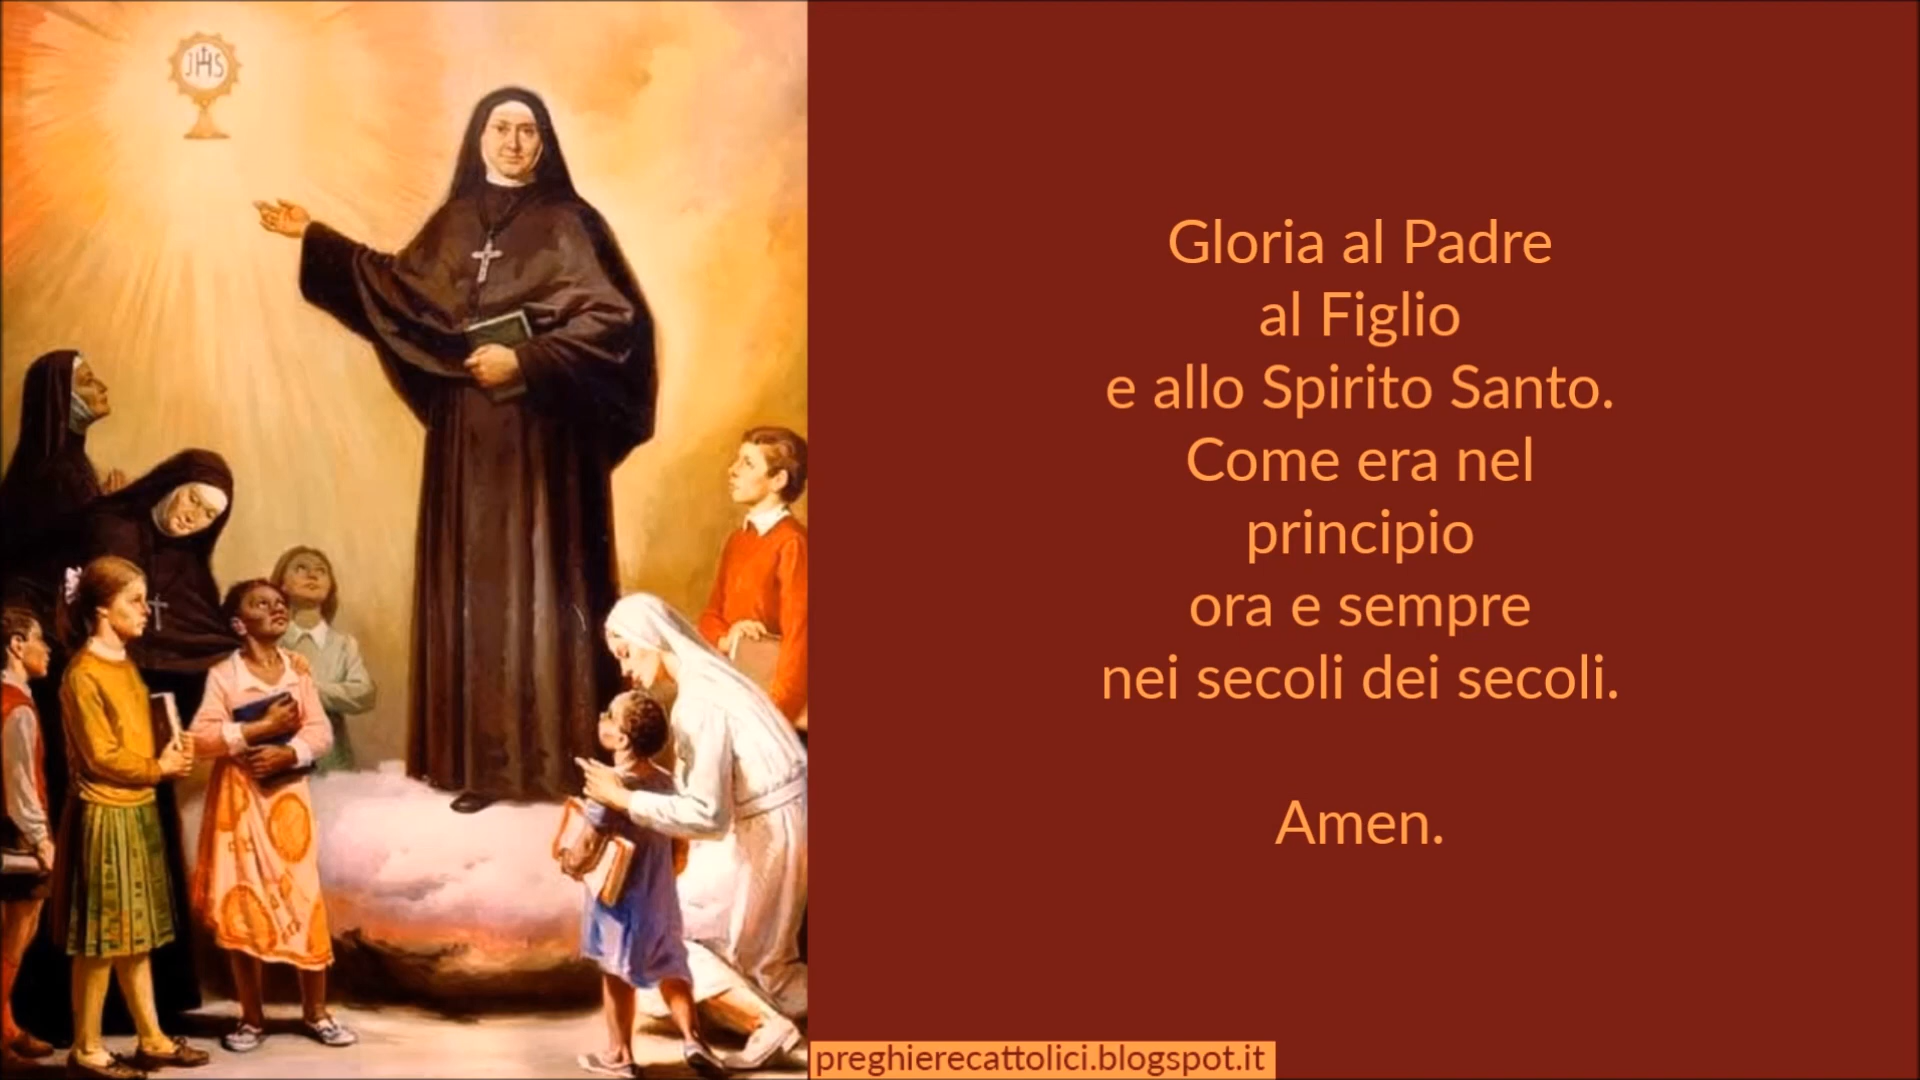 JHS
Gloria al Padre
al Figlio
e allo Spirito Santo.
Come era nel
principio
ora e sempre
nei secoli dei secoli.
Amen.
preghierecattolici.blogspot.it